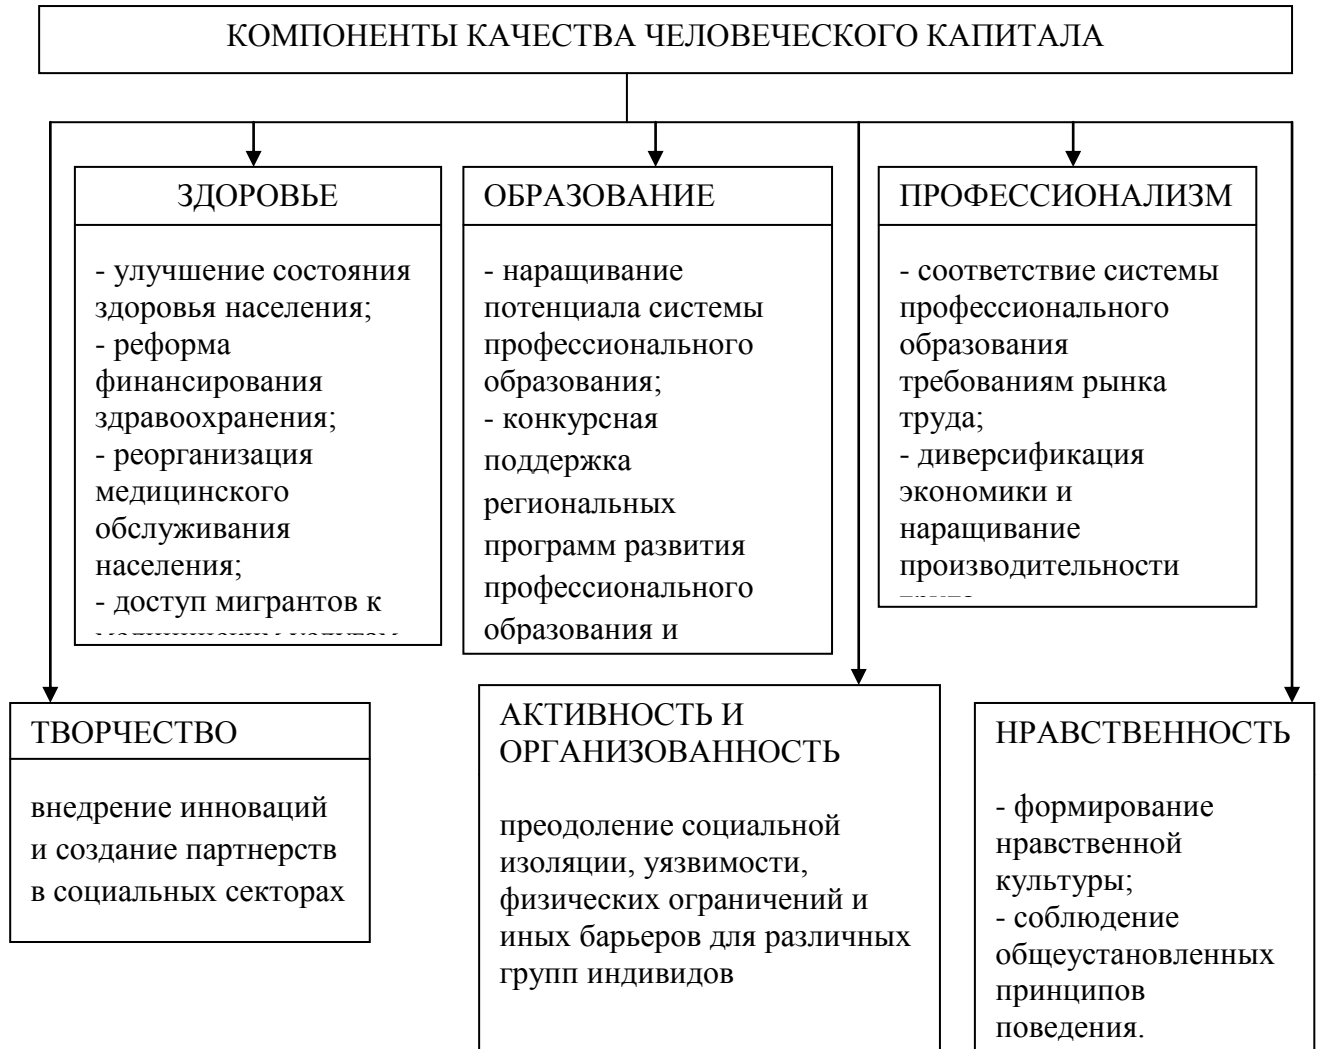 КОМПОНЕНТЫ КАЧЕСТВА ЧЕЛОВЕЧЕСКОГО КАПИТАЛА
ЗДОРОВЬЕ
- улучшение состояния
здоровья населения;
- реформа
финансирования
здравоохранения;
- реорганизация
медицинского
обслуживания
населения;
- доступ мигрантов к
ОБРАЗОВАНИЕ
- наращивание
потенциала системы
профессионального
образования;
- конкурсная
поддержка
региональных
программ развития
профессионального
образования и
ПРОФЕССИОНАЛИЗМ
- соответствие системы
профессионального
образования
требованиям рынка
труда;
- диверсификация
экономики и
наращивание
производительности
ТВОРЧЕСТВО
внедрение инноваций
и создание партнерств
в социальных секторах
АКТИВНОСТЬ И
ОРГАНИЗОВАННОСТЬ
преодоление социальной
изоляции, уязвимости,
физических ограничений и
иных барьеров для различных
групп индивидов
НРАВСТВЕННОСТЬ
- формирование
нравственной
культуры;
- соблюдение
общеустановленных
принципов
поведения.